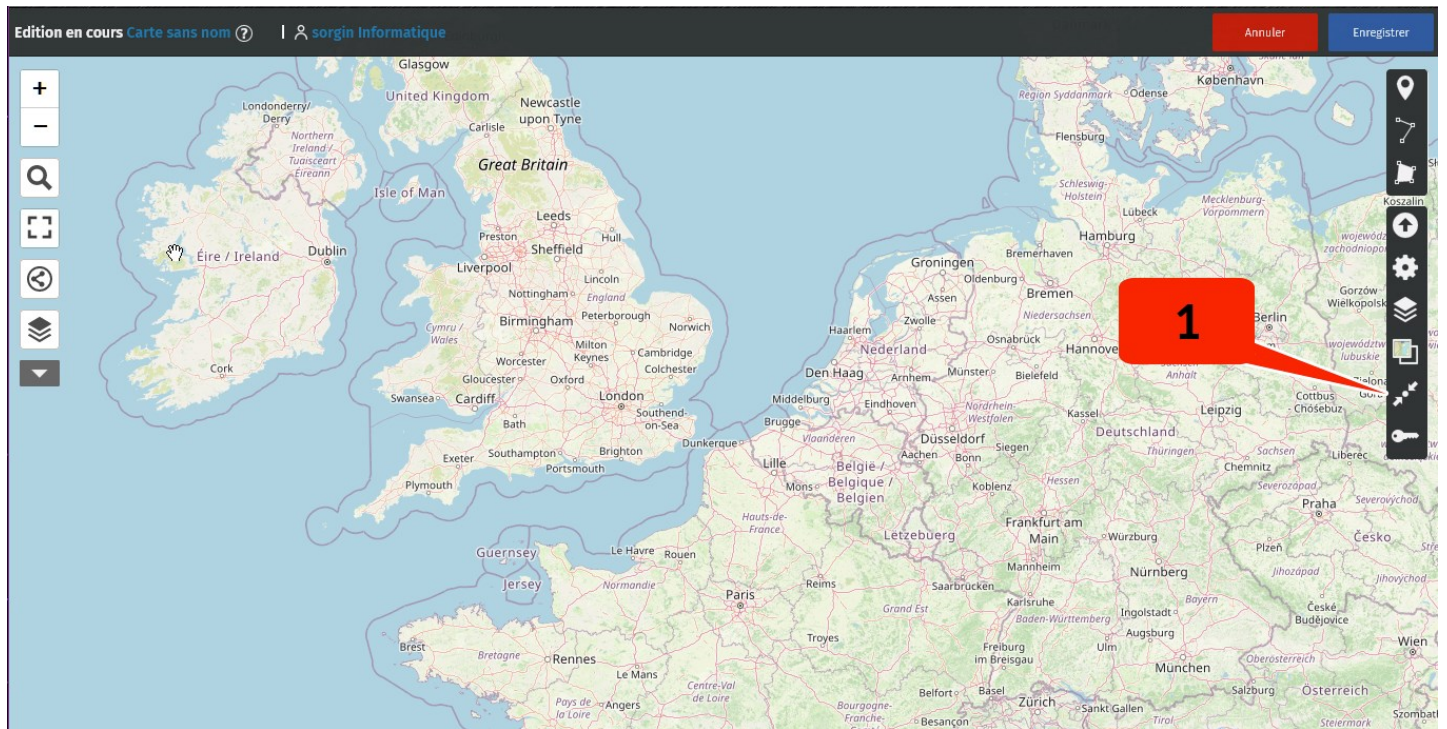 Edition en cours Carte sans nom ? | sorgin Informatique
Annuler
Enregistrer
+
−
Glasgow
United Kingdom
Newcastle
upon Tyne
Londonderry/
Derry
Carlisle
Northern
Ireland /
Tuaisceart
Éireann
Great Britain
Isle of Man
Leeds
Preston
Hull
Sheffield
Éire / Ireland
Dublin
Liverpool
Lincoln
Nottingham
England
Birmingham
Peterborough
Norwich
Cymru /
Wales
Milton
Keynes
Cambridge
Worcester
Colchester
Cork
Gloucester
Oxford
Swansea
Cardiff
London
Southend-
on-Sea
Bath
Exeter
Southampton
Brighton
Portsmouth
Plymouth
Guernsey
Jersey
København
Region Syddanmark
Odense
Flensburg
Schleswig-
Holstein
Mecklenburg-
Vorpommern
Lübeck
Koszalin
Hamburg
Groningen
Bremerhaven
Oldenburg
Assen
Bremen
Gorzów
Wielkopolsk
Niedersachsen
1
Berlin
Zwolle
Haarlem
Osnabrück
Hannove
Nederland
województw
lubuskie
Den Haag
Arnhem
Münster
Bielefeld
Anhalt
Middelburg
Eindhoven
Nordrhein-
Westfalen
Cottbus
Chóśebuz
Brugge
Kassel
Leipzig
Dunkerque
Vlaanderen
Düsseldorf
Deutschland
Siegen
Thüringen
Sachsen
Liberec
Lille
België /
Belgique /
Belgien
Aachen
Bonn
Chemnitz
Mons
Koblenz
Hessen
Severozápad
Severovýchod
Praha
Hauts-de-
France
Frankfurt am
Main
Letzebuerg
Würzburg
Plzeň
Česko
Le Havre
Rouen
Mannheim
Nürnberg
Normandie
Reims
Saarbrücken
Jihozápad
Jihovýchod
Paris
Grand Est
Karlsruhe
Bayern
Baden-Württemberg
Ingolstadt
České
Budějovice
Troyes
Augsburg
Brest
Bretagne
Rennes
Freiburg
im Breisgau
Ulm
Wien
Oberösterreich
Le Mans
München
Centre-Val
de Loire
Belfort
Basel
Zürich
Salzburg
Österreich
Pays de
la Loire
Angers
Bourgogne-
Franche-
Besançon
Sankt Gallen
Tirol
Steiermark
Szombat